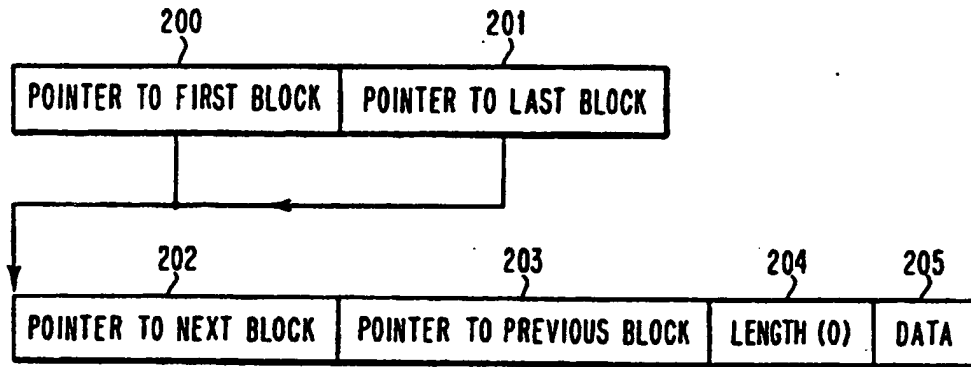 200 201
POINTER TO FIRST BLOCK POINTER TO LAST BLOCK
202 203 204 205
POINTER TO NEXT BLOCK POINTER TO PREVIOUS BLOCK LENGTH (0) DATA